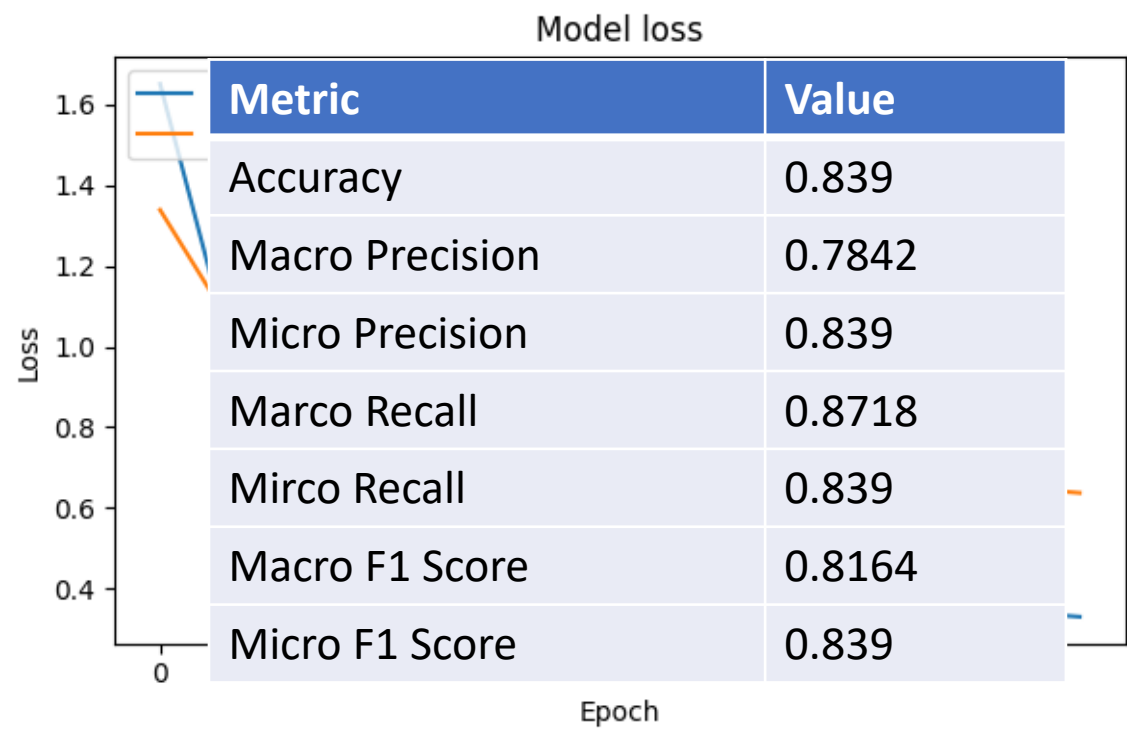 Model loss
Metric Value
1.6
Accuracy 0.839
1.4
Macro Precision 0.7842
1.2
Micro Precision 0.839
1.0
Loss
Marco Recall 0.8718
0.8
Mirco Recall 0.839
0.6
Macro F1 Score 0.8164
0.4
Micro F1 Score 0.839
0
Epoch